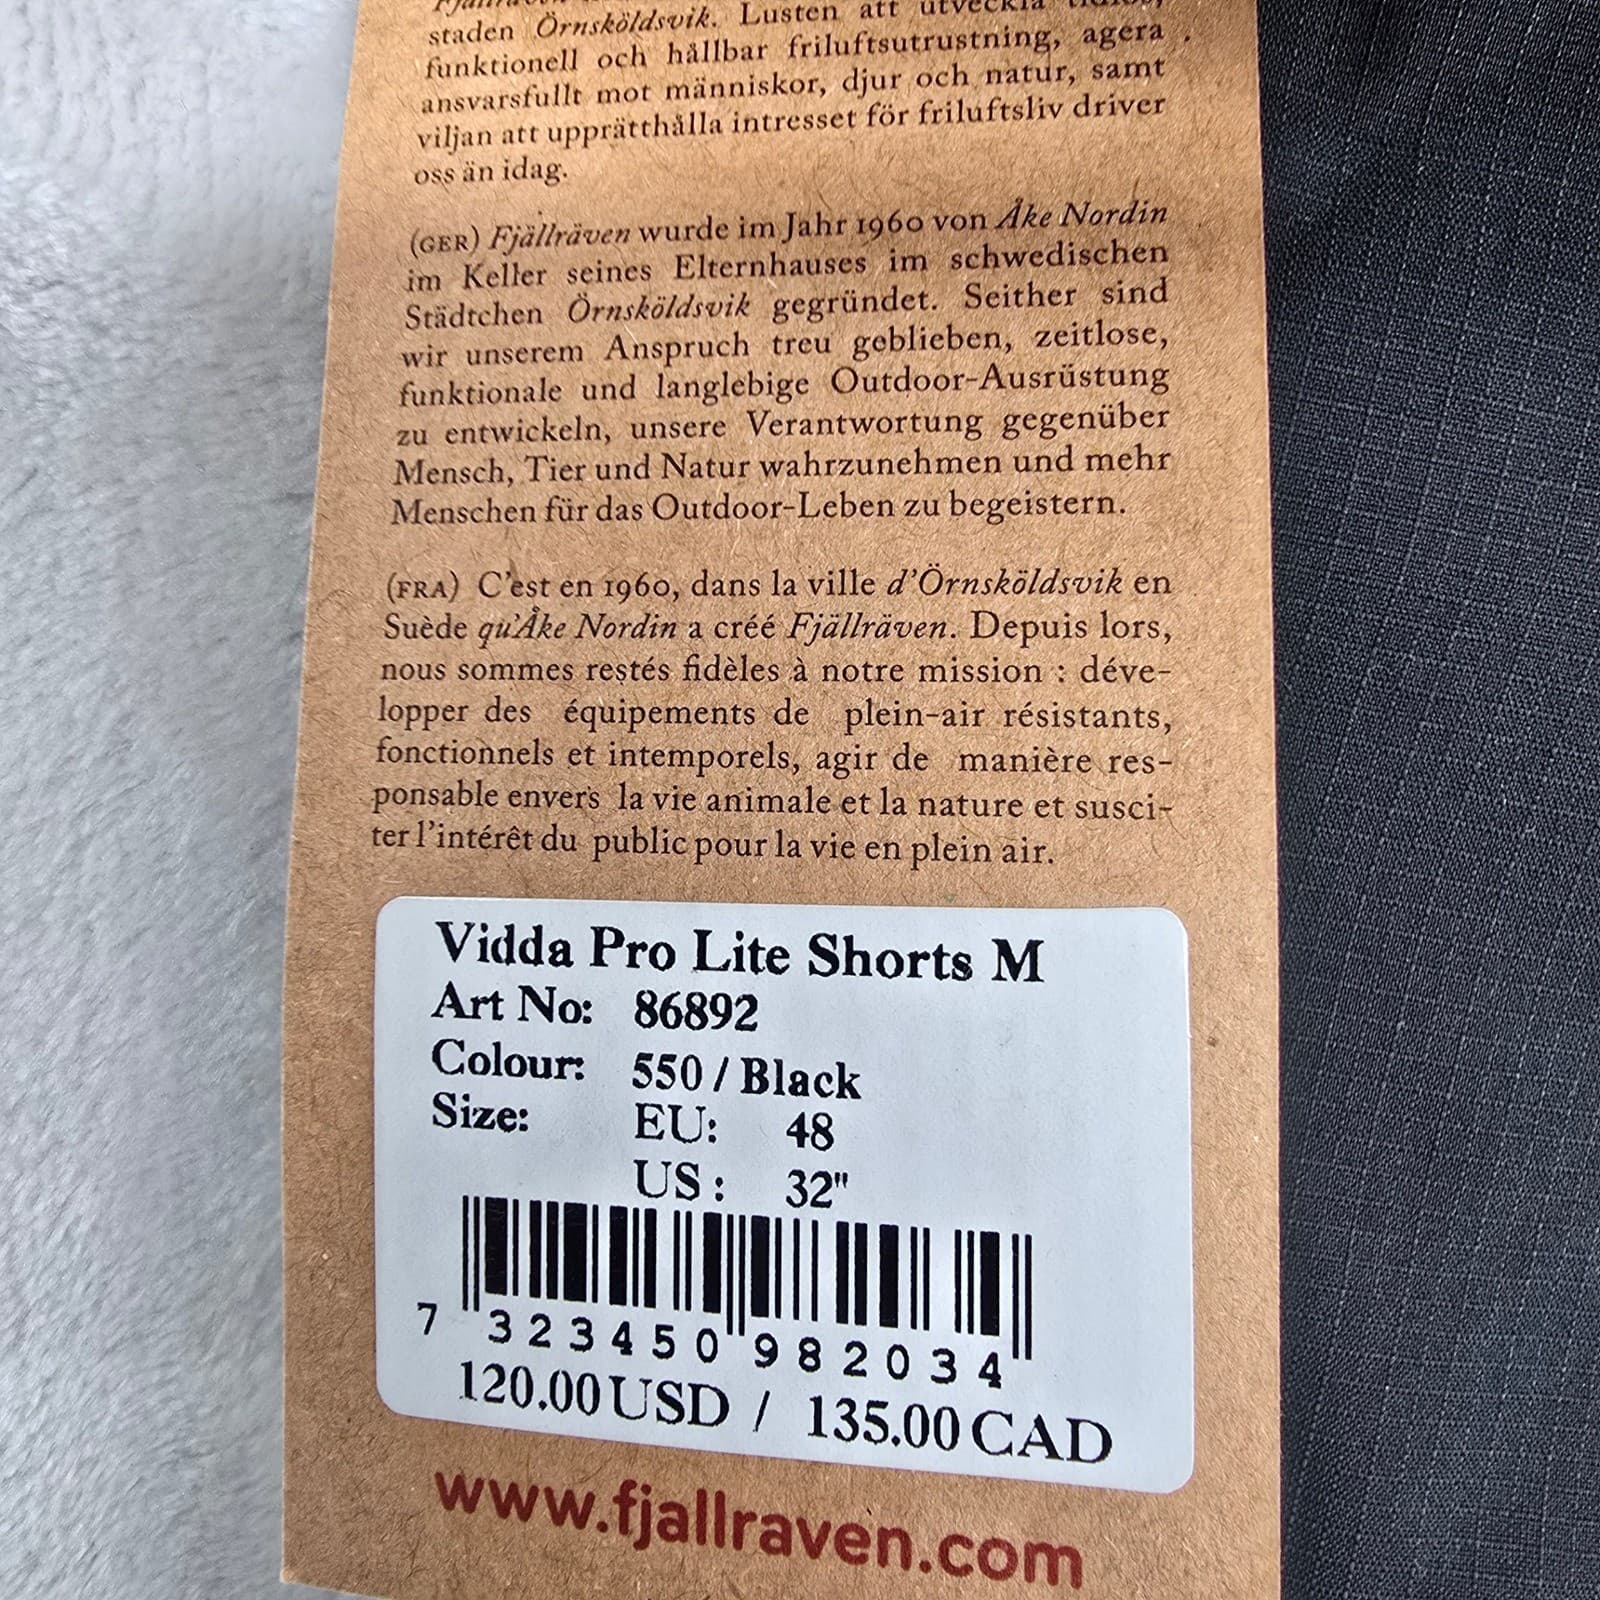 Fjällräven
staden Örnsköldsvik. Lusten att utveckla tidlös,
funktionell och hållbar friluftsutrustning, agera
ansvarsfullt mot människor, djur och natur, samt
viljan att upprätthålla intresset för friluftsliv driver
oss än idag.
(GER) Fjällräven wurde im Jahr 1960 von Åke Nordin
im Keller seines Elternhauses im schwedischen
Städtchen Örnsköldsvik gegründet. Seither sind
wir unserem Anspruch treu geblieben, zeitlose,
funktionale und langlebige Outdoor-Ausrüstung
zu entwickeln, unsere Verantwortung gegenüber
Mensch, Tier und Natur wahrzunehmen und mehr
Menschen für das Outdoor-Leben zu begeistern.
(FRA) C'est en 1960, dans la ville d'Örnsköldsvik en
Suède qu'Åke Nordin a créé Fjällräven. Depuis lors,
nous sommes restés fidèles à notre mission : déve-
lopper des équipements de plein-air résistants,
fonctionnels et intemporels, agir de manière res-
ponsable envers la vie animale et la nature et susci-
ter l'intérêt du public pour la vie en plein air.
Vidda Pro Lite Shorts M
Art No: 86892
Colour: 550 / Black
Size: EU: 48
US: 32"
7 323450 982034
120.00 USD / 135.00 CAD
www.fjallraven.com